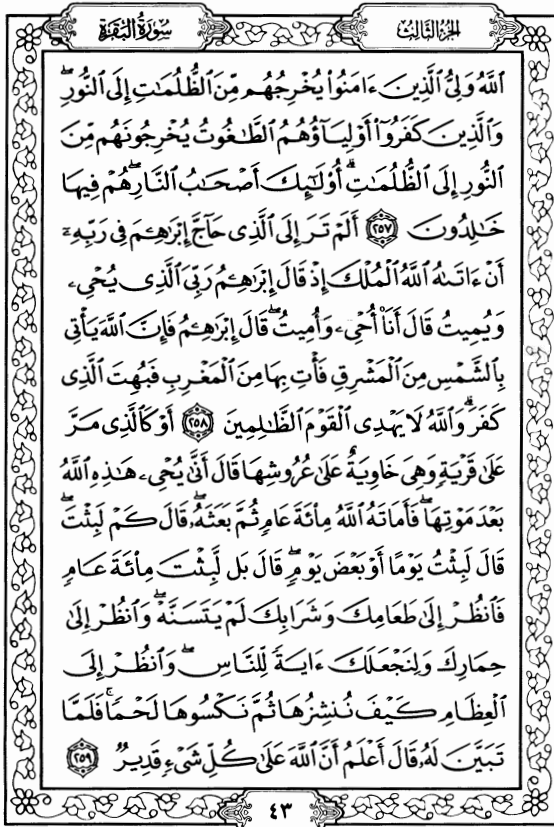 سُورَةُ البَقَرَةِ
الجُزءُ الثَّالِثُ
ٱللَّهُ وَلِيُّ ٱلَّذِينَ ءَامَنُوا۟ يُخْرِجُهُم مِّنَ ٱلظُّلُمَٰتِ إِلَى ٱلنُّورِۖ
وَٱلَّذِينَ كَفَرُوٓا۟ أَوْلِيَآؤُهُمُ ٱلطَّٰغُوتُ يُخْرِجُونَهُم مِّنَ
ٱلنُّورِ إِلَى ٱلظُّلُمَٰتِۗ أُو۟لَٰٓئِكَ أَصْحَٰبُ ٱلنَّارِۖ هُمْ فِيهَا
خَٰلِدُونَ ٢٥٧ أَلَمْ تَرَ إِلَى ٱلَّذِى حَآجَّ إِبْرَٰهِـۧمَ فِى رَبِّهِۦٓ
أَنْ ءَاتَىٰهُ ٱللَّهُ ٱلْمُلْكَ إِذْ قَالَ إِبْرَٰهِـۧمُ رَبِّىَ ٱلَّذِى يُحْىِۦ
وَيُمِيتُ قَالَ أَنَا۠ أُحْىِۦ وَأُمِيتُۖ قَالَ إِبْرَٰهِـۧمُ فَإِنَّ ٱللَّهَ يَأْتِى
بِٱلشَّمْسِ مِنَ ٱلْمَشْرِقِ فَأْتِ بِهَا مِنَ ٱلْمَغْرِبِ فَبُهِتَ ٱلَّذِى
كَفَرَۗ وَٱللَّهُ لَا يَهْدِى ٱلْقَوْمَ ٱلظَّٰلِمِينَ ٢٥٨ أَوْ كَٱلَّذِى مَرَّ
عَلَىٰ قَرْيَةٍ وَهِىَ خَاوِيَةٌ عَلَىٰ عُرُوشِهَا قَالَ أَنَّىٰ يُحْىِۦ هَٰذِهِ ٱللَّهُ
بَعْدَ مَوْتِهَاۖ فَأَمَاتَهُ ٱللَّهُ مِا۟ئَةَ عَامٍ ثُمَّ بَعَثَهُۥۖ قَالَ كَمْ لَبِثْتَۖ
قَالَ لَبِثْتُ يَوْمًا أَوْ بَعْضَ يَوْمٍۖ قَالَ بَل لَّبِثْتَ مِا۟ئَةَ عَامٍ
فَٱنظُرْ إِلَىٰ طَعَامِكَ وَشَرَابِكَ لَمْ يَتَسَنَّهْۖ وَٱنظُرْ إِلَىٰ
حِمَارِكَ وَلِنَجْعَلَكَ ءَايَةً لِّلنَّاسِۖ وَٱنظُرْ إِلَى
ٱلْعِظَامِ كَيْفَ نُنشِزُهَا ثُمَّ نَكْسُوهَا لَحْمًاۚ فَلَمَّا
تَبَيَّنَ لَهُۥ قَالَ أَعْلَمُ أَنَّ ٱللَّهَ عَلَىٰ كُلِّ شَىْءٍ قَدِيرٌ ٢٥٩
٤٣